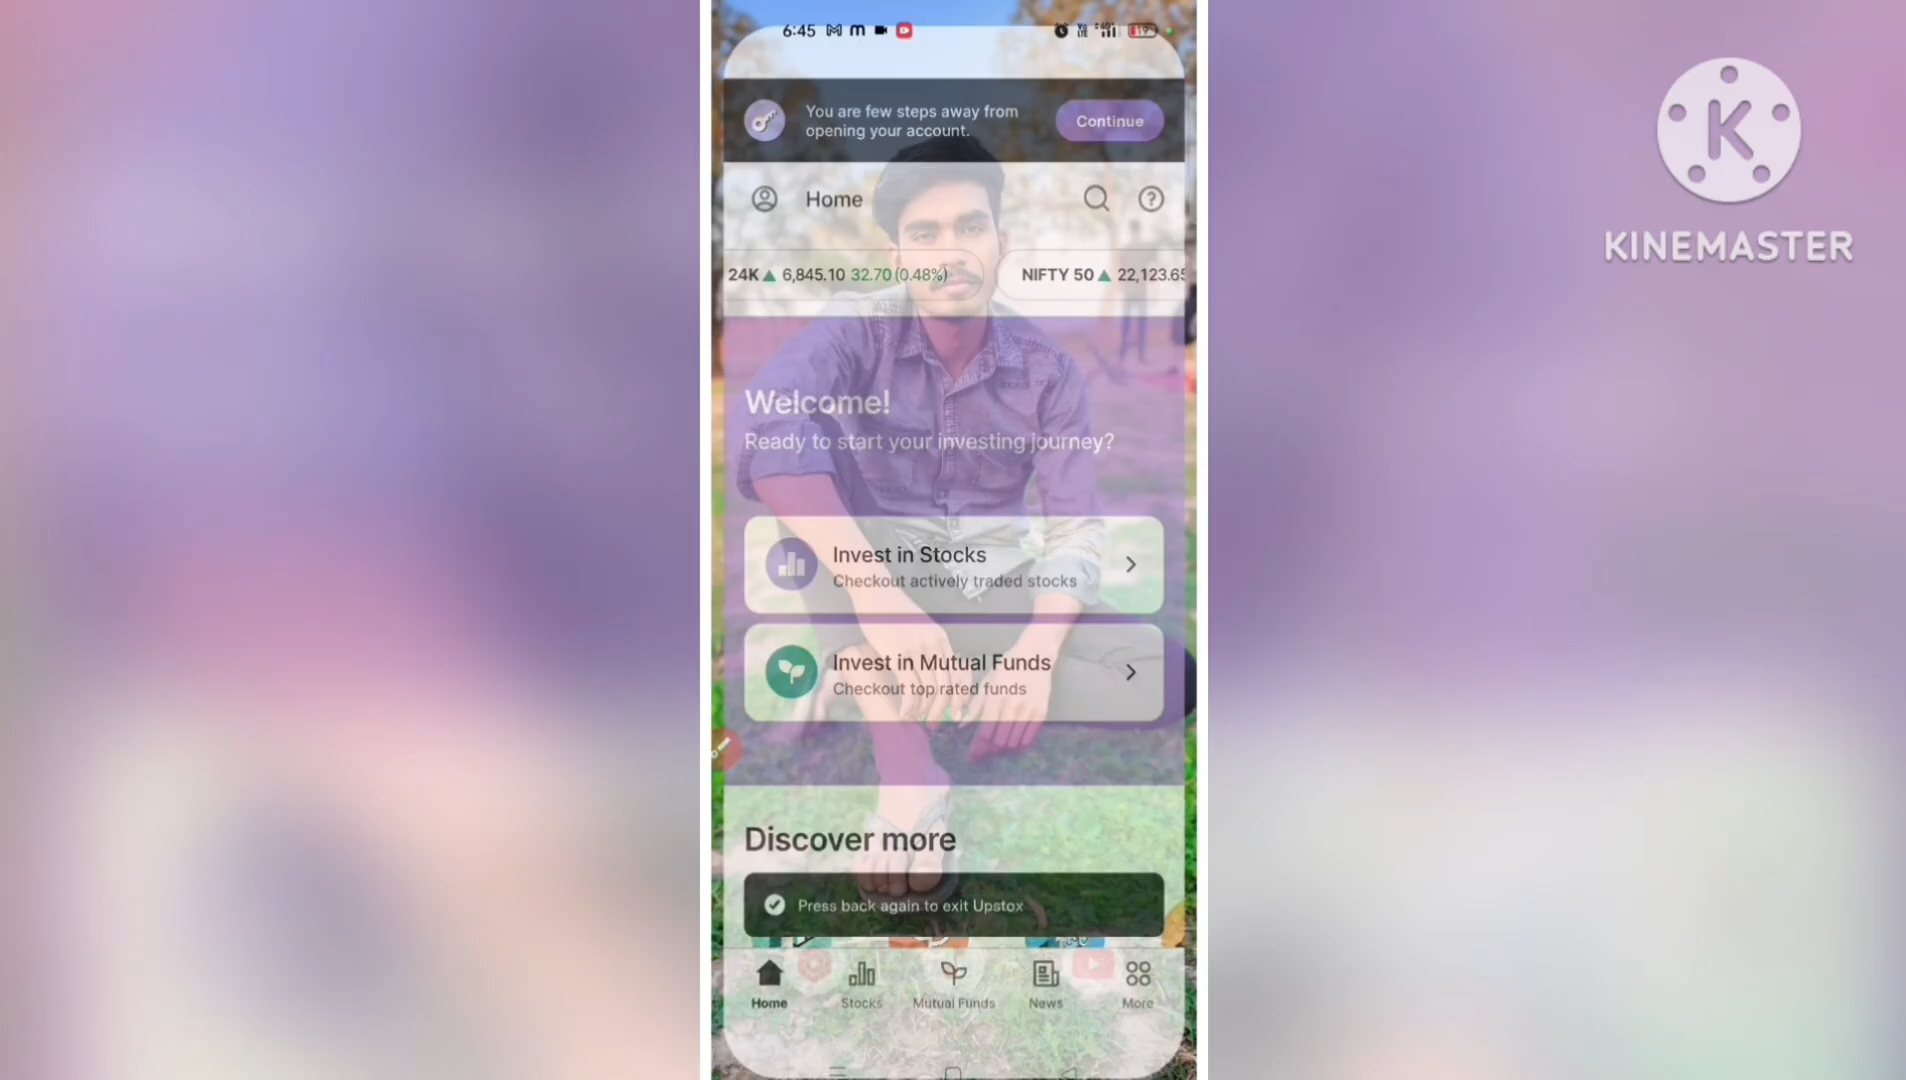 6:45
You are few steps away from
opening your account.
Continue
Home
24K ▲ 6,845.10 32.70 (0.48%)
NIFTY 50 ▲ 22,123.65
Welcome!
Ready to start your investing journey?
Invest in Stocks
Checkout actively traded stocks
Invest in Mutual Funds
Checkout top rated funds
Discover more
Press back again to exit Upstox
Home
Stocks
Mutual Funds
News
More
K
KINEMASTER